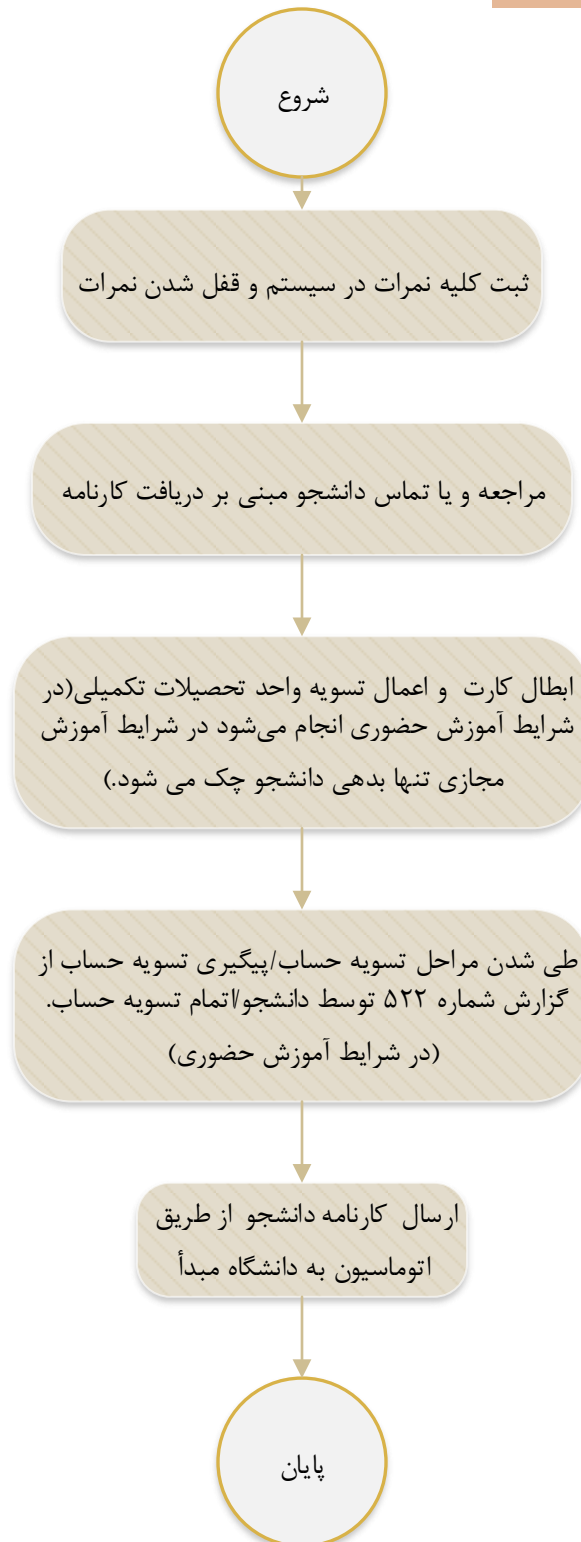 شروع
ثبت کلیه نمرات در سیستم و قفل شدن نمرات
مراجعه و یا تماس دانشجو مبنی بر دریافت کارنامه
ابطال کارت و اعمال تسویه واحد تحصیلات تکمیلی(در
شرایط آموزش حضوری انجام می‌شود در شرایط آموزش
مجازی تنها بدهی دانشجو چک می شود.)
طی شدن مراحل تسویه حساب/پیگیری تسویه حساب از
گزارش شماره ۵۲۲ توسط دانشجو/اتمام تسویه حساب.
(در شرایط آموزش حضوری)
ارسال کارنامه دانشجو از طریق
اتوماسیون به دانشگاه مبدأ
پایان